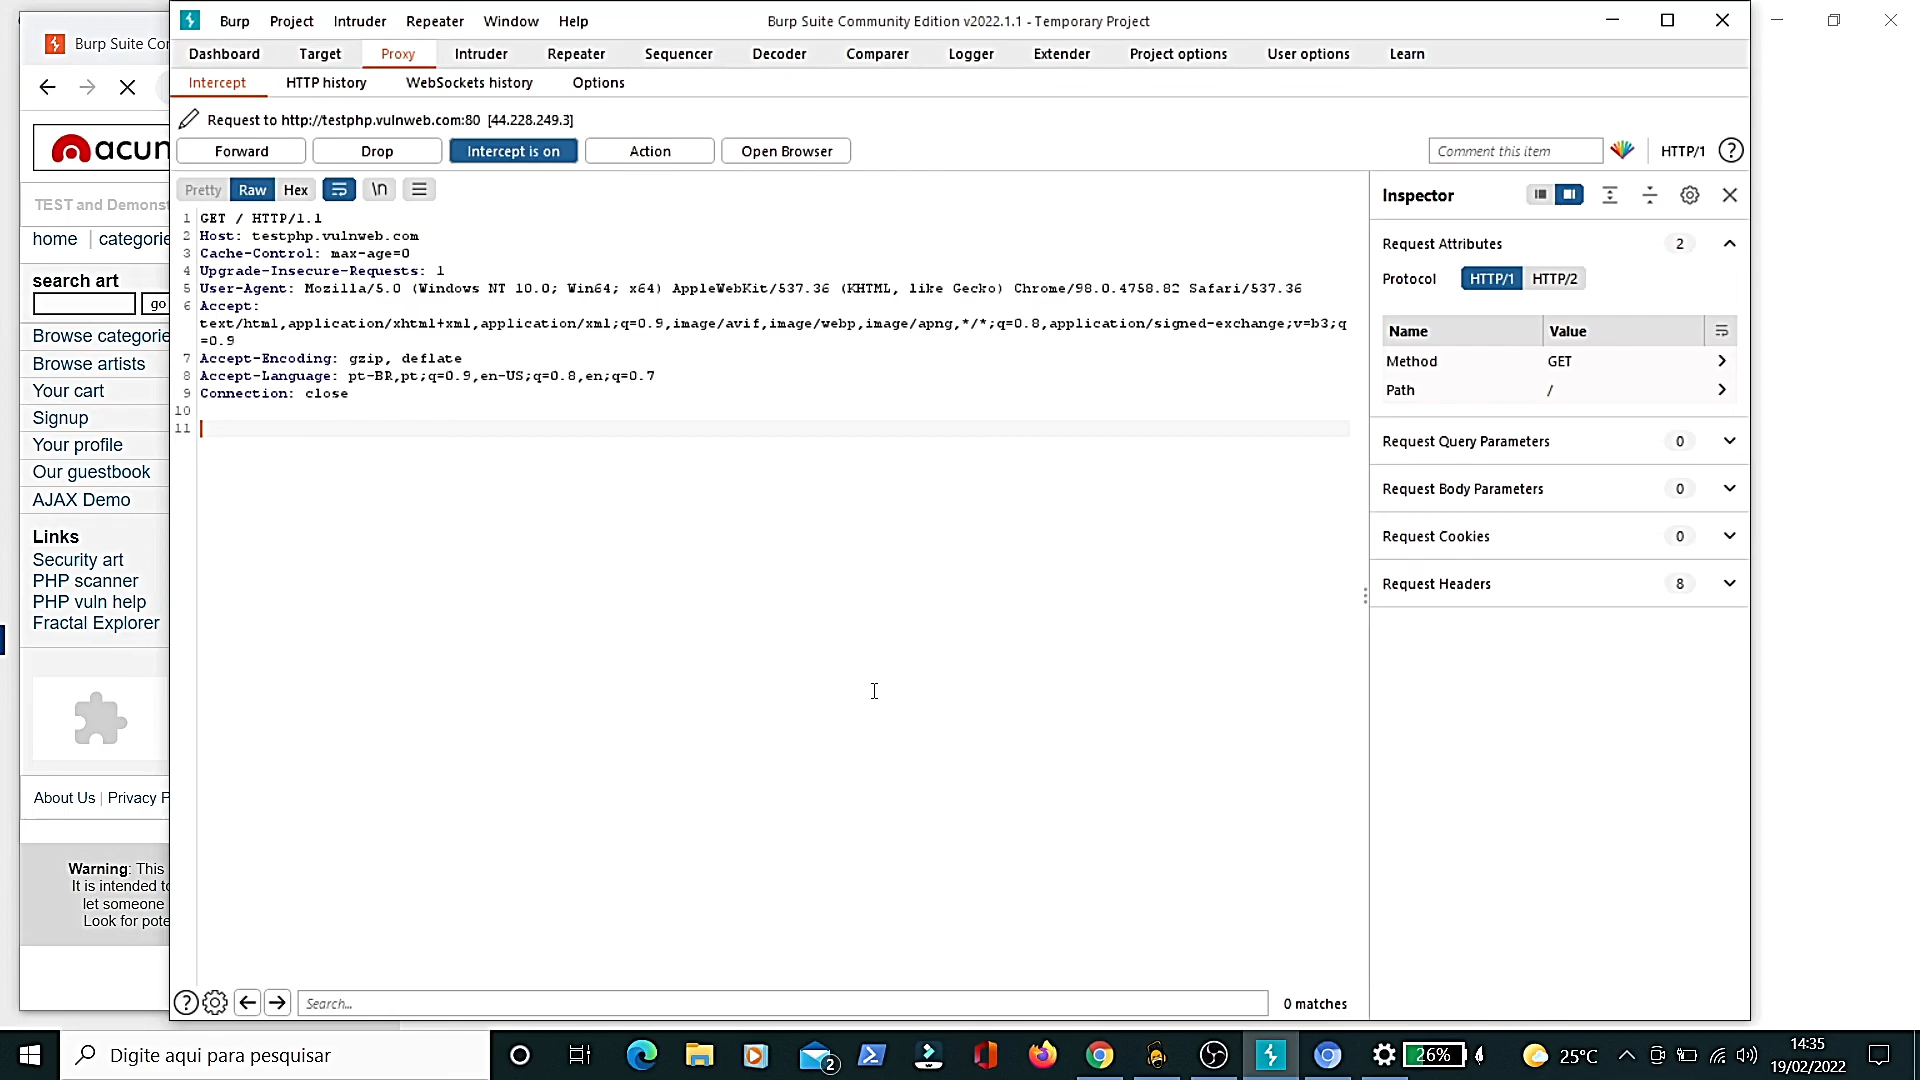 Burp Project Intruder Repeater Window Help
Burp Suite Community Edition v2022.1.1 - Temporary Project
Dashboard Target Proxy Intruder Repeater Sequencer Decoder Comparer Logger Extender Project options User options Learn
Intercept HTTP history WebSockets history Options
Request to http://testphp.vulnweb.com:80 [44.228.249.3]
Forward Drop Intercept is on Action Open Browser
Comment this item HTTP/1 ?
Pretty Raw Hex \n
1 GET / HTTP/1.1
2 Host: testphp.vulnweb.com
3 Cache-Control: max-age=0
4 Upgrade-Insecure-Requests: 1
5 User-Agent: Mozilla/5.0 (Windows NT 10.0; Win64; x64) AppleWebKit/537.36 (KHTML, like Gecko) Chrome/98.0.4758.82 Safari/537.36
6 Accept:
text/html,application/xhtml+xml,application/xml;q=0.9,image/avif,image/webp,image/apng,*/*;q=0.8,application/signed-exchange;v=b3;q
=0.9
7 Accept-Encoding: gzip, deflate
8 Accept-Language: pt-BR,pt;q=0.9,en-US;q=0.8,en;q=0.7
9 Connection: close
10
11
Inspector
Request Attributes 2
Protocol HTTP/1 HTTP/2
Name Value
Method GET
Path /
Request Query Parameters 0
Request Body Parameters 0
Request Cookies 0
Request Headers 8
? Search... 0 matches
Burp Suite Co
acun
TEST and Demonst
home | categorie
search art
go
Browse categorie
Browse artists
Your cart
Signup
Your profile
Our guestbook
AJAX Demo
Links
Security art
PHP scanner
PHP vuln help
Fractal Explorer
About Us | Privacy P
Warning: This
It is intended to
let someone
Look for pote
Digite aqui para pesquisar
2
26%
25°C
14:35
19/02/2022